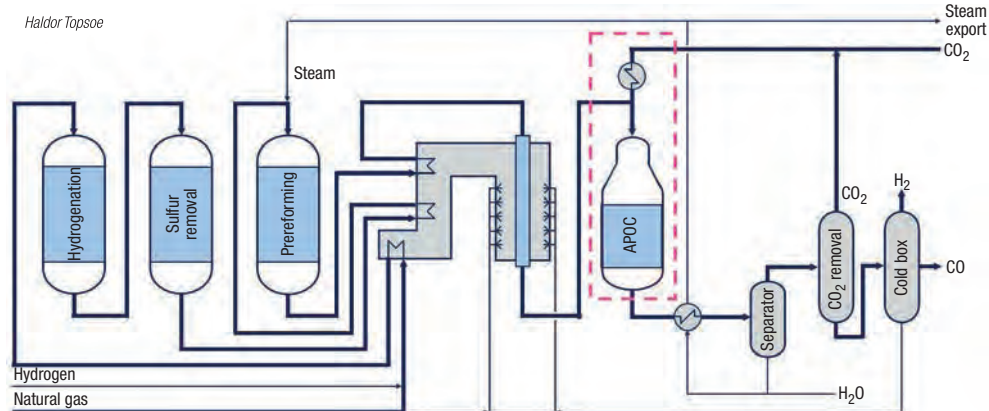 Haldor Topsoe
Steam
export
CO₂
Steam
Hydrogenation
Sulfur
removal
Prereforming
APOC
CO₂
H₂
Separator
CO₂ removal
Cold box
CO
Hydrogen
Natural gas
H₂O